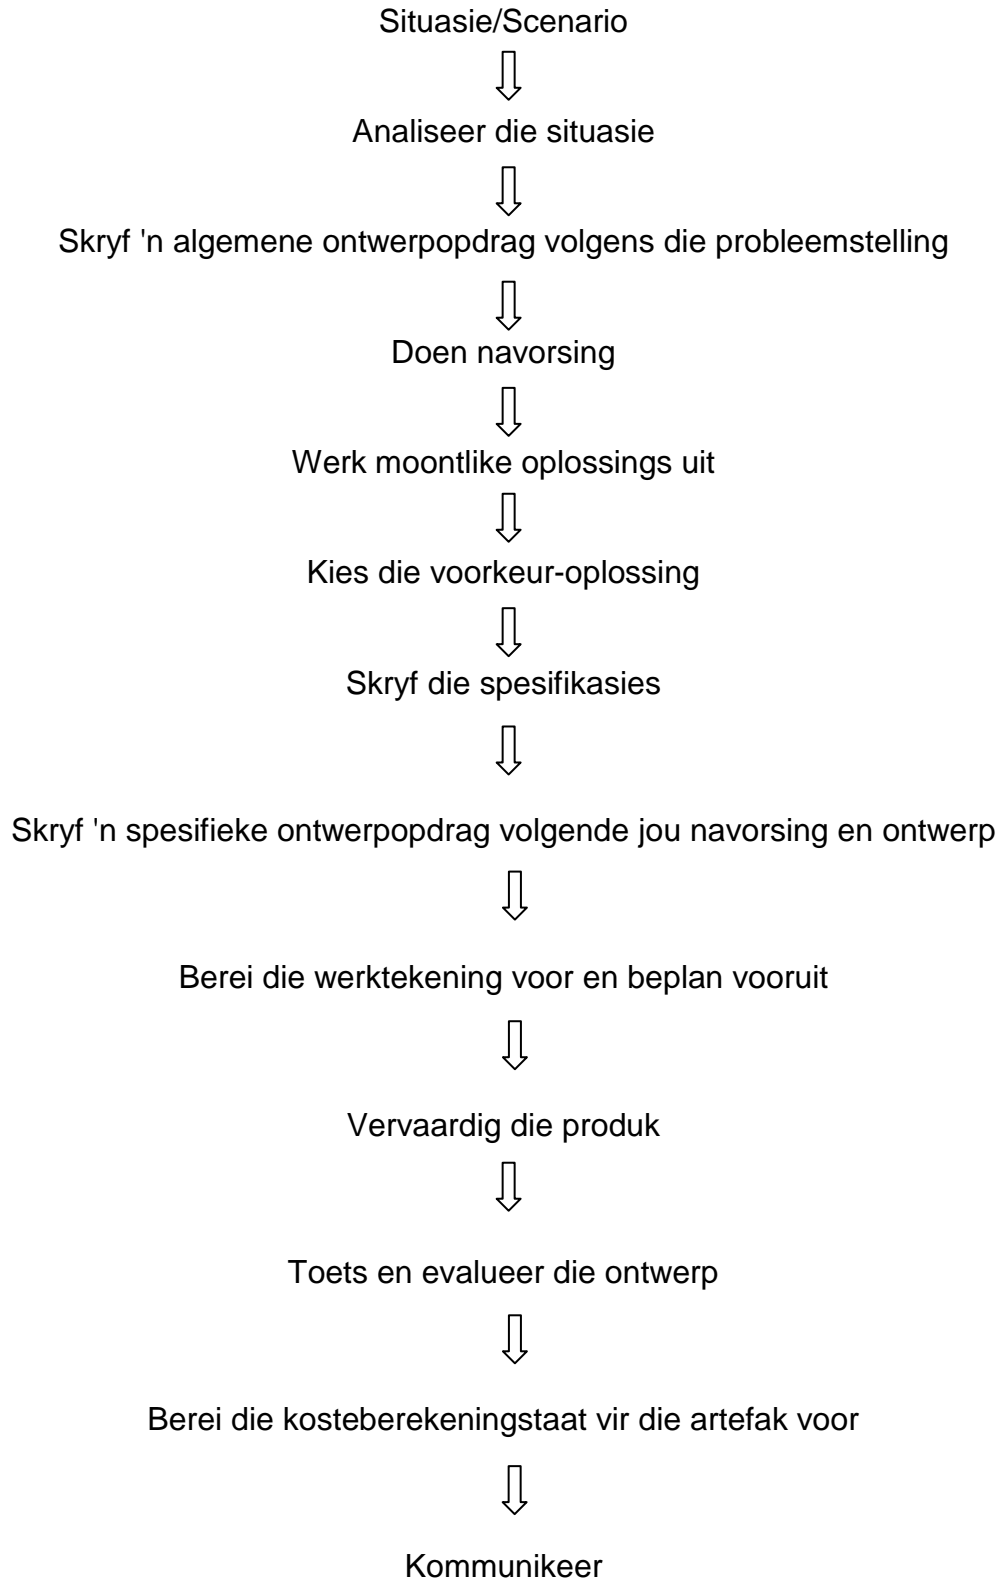 Situasie/Scenario
Analiseer die situasie
Skryf 'n algemene ontwerpopdrag volgens die probleemstelling
Doen navorsing
Werk moontlike oplossings uit
Kies die voorkeur-oplossing
Skryf die spesifikasies
Skryf 'n spesifieke ontwerpopdrag volgende jou navorsing en ontwerp
Berei die werktekening voor en beplan vooruit
Vervaardig die produk
Toets en evalueer die ontwerp
Berei die kosteberekeningstaat vir die artefak voor
Kommunikeer